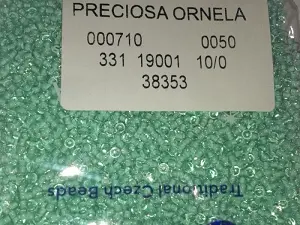 PRECIOSA ORNELA
000710 0050
331 19001 10/0
38353
Traditional Czech Beads